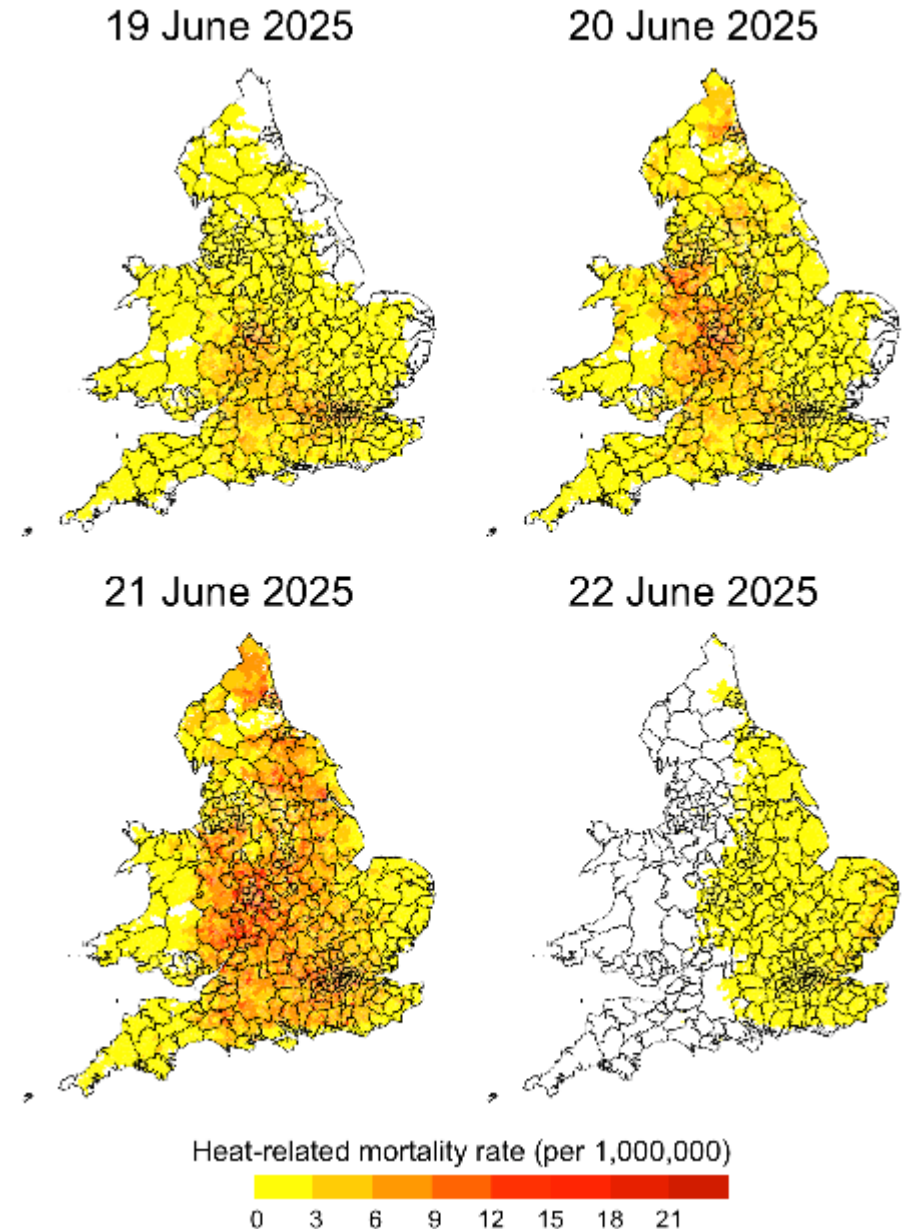 19 June 2025
20 June 2025
21 June 2025
22 June 2025
Heat-related mortality rate (per 1,000,000)
0 3 6 9 12 15 18 21